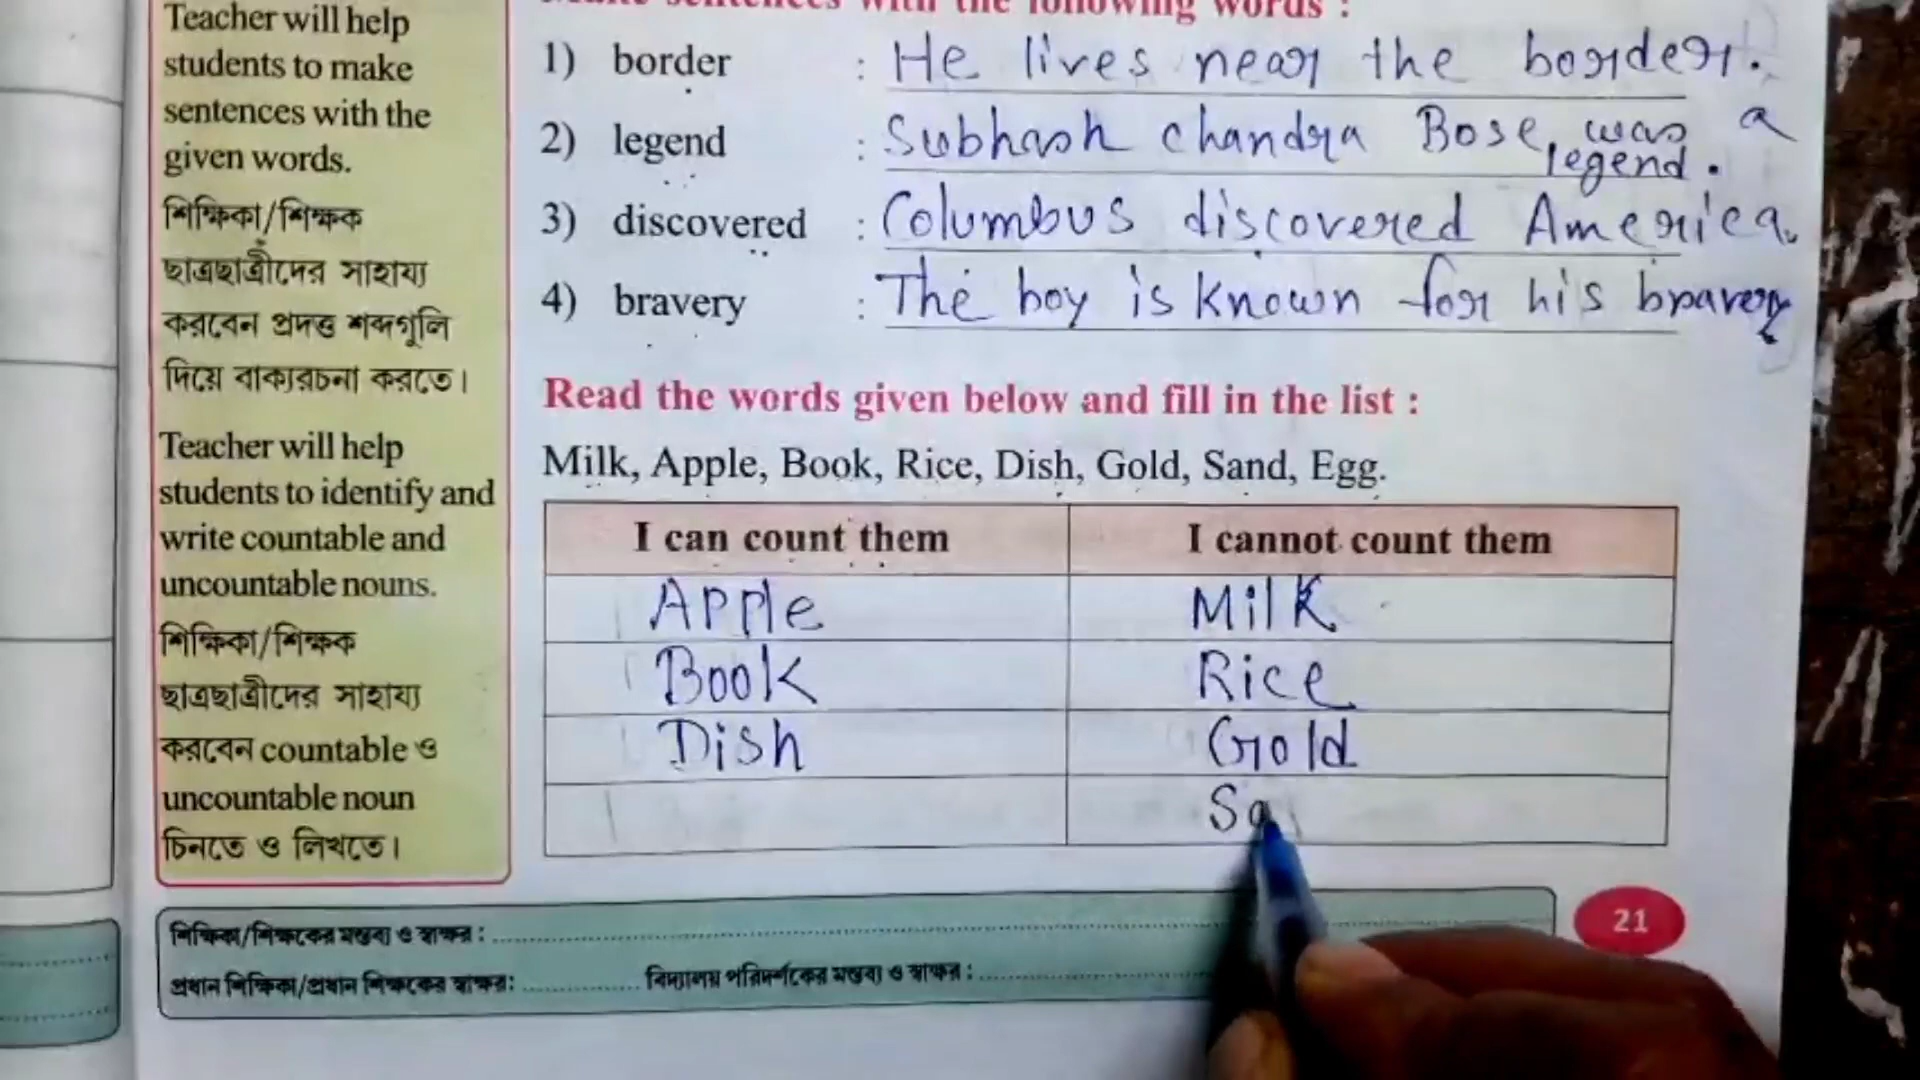 Teacher will help
students to make
sentences with the
given words.
শিক্ষিকা/শিক্ষক
ছাত্রছাত্রীদের সাহায্য
করবেন প্রদত্ত শব্দগুলি
দিয়ে বাক্যরচনা করতে।
Teacher will help
students to identify and
write countable and
uncountable nouns.
শিক্ষিকা/শিক্ষক
ছাত্রছাত্রীদের সাহায্য
করবেন countable ও
uncountable noun
চিনতে ও লিখতে।
Make sentences with the following words :
1) border : He lives near the border.
2) legend : Subhash chandra Bose was a
legend.
3) discovered : Columbus discovered America.
4) bravery : The boy is known for his bravery
Read the words given below and fill in the list :
Milk, Apple, Book, Rice, Dish, Gold, Sand, Egg.
I can count them I cannot count them
Apple Milk
Book Rice
Dish Gold
Sa
শিক্ষিকা/শিক্ষকের মন্তব্য ও স্বাক্ষর :
প্রধান শিক্ষিকা/প্রধান শিক্ষকের স্বাক্ষর: বিদ্যালয় পরিদর্শকের মন্তব্য ও স্বাক্ষর :
21